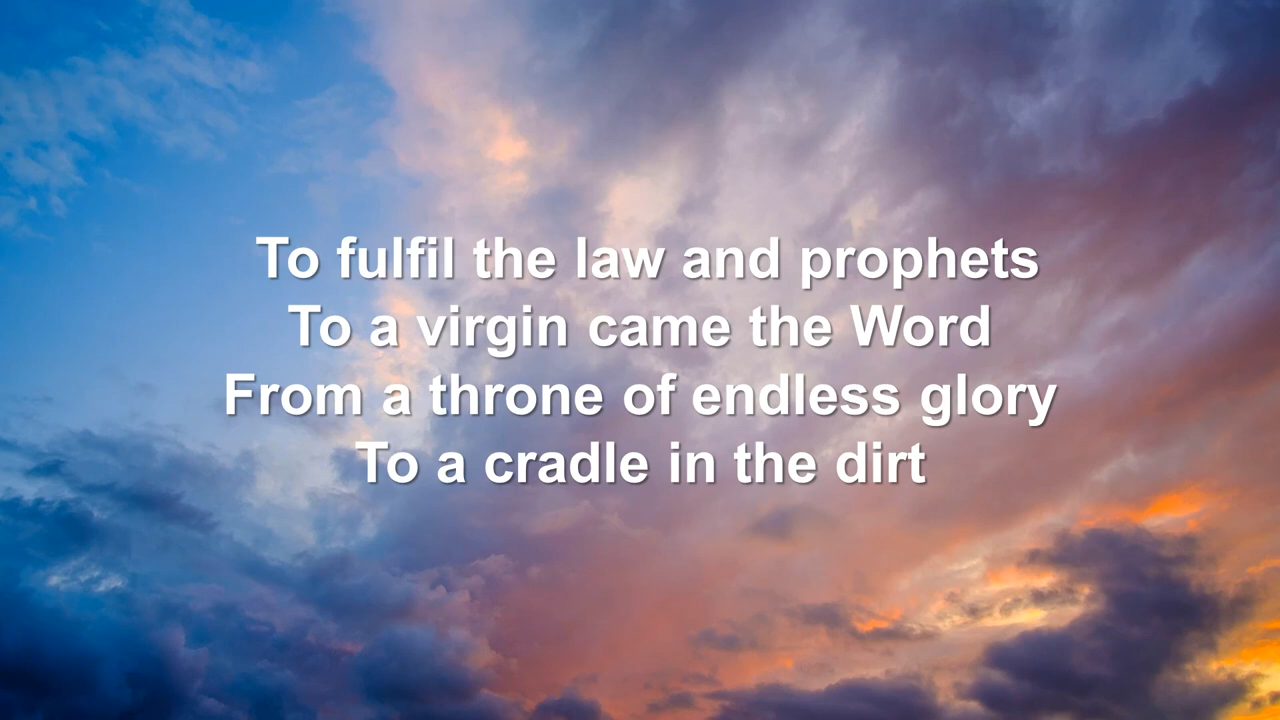 To fulfil the law and prophets
To a virgin came the Word
From a throne of endless glory
To a cradle in the dirt